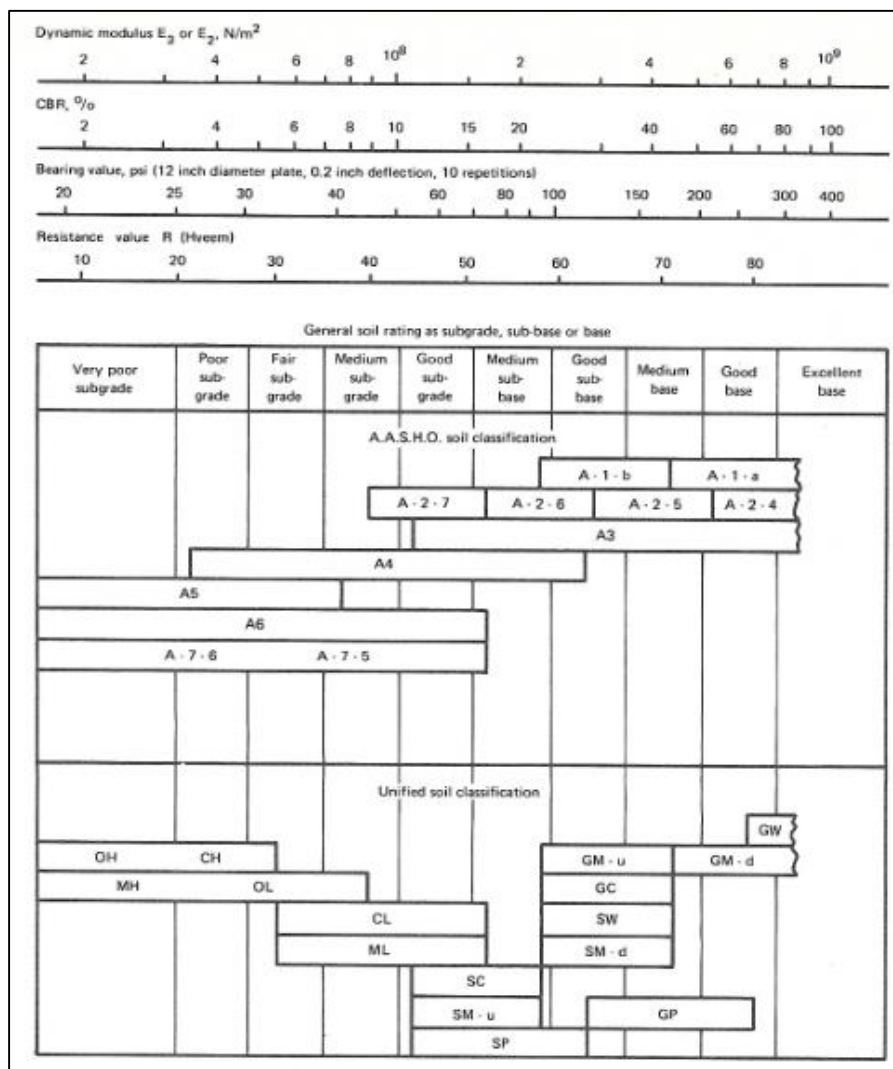 Dynamic modulus E3 or E2, N/m2
2 4 6 8 10⁸ 2 4 6 8 10⁹
CBR, %
2 4 6 8 10 15 20 40 60 80 100
Bearing value, psi (12 inch diameter plate, 0.2 inch deflection, 10 repetitions)
20 25 30 40 60 80 100 150 200 300 400
Resistance value R (Hveem)
10 20 30 40 50 60 70 80
General soil rating as subgrade, sub-base or base
Very poor subgrade
Poor sub-grade
Fair sub-grade
Medium sub-grade
Good sub-grade
Medium sub-base
Good sub-base
Medium base
Good base
Excellent base
A.A.S.H.O. soil classification
A - 1 - b A - 1 - a
A - 2 - 7 A - 2 - 6 A - 2 - 5 A - 2 - 4
A3
A4
A5
A6
A - 7 - 6 A - 7 - 5
Unified soil classification
GW
OH CH GM - u GM - d
MH OL GC
CL SW
ML SM - d
SC
SM - u GP
SP